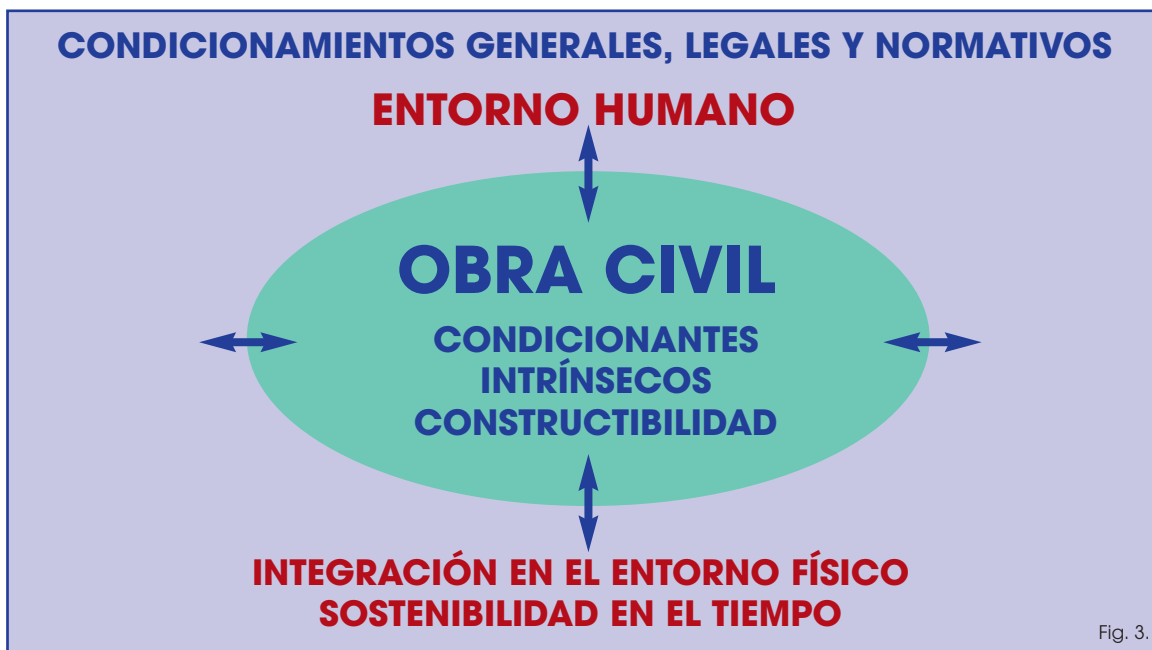 CONDICIONAMIENTOS GENERALES, LEGALES Y NORMATIVOS
ENTORNO HUMANO
OBRA CIVIL
CONDICIONANTES
INTRÍNSECOS
CONSTRUCTIBILIDAD
INTEGRACIÓN EN EL ENTORNO FÍSICO
SOSTENIBILIDAD EN EL TIEMPO
Fig. 3.